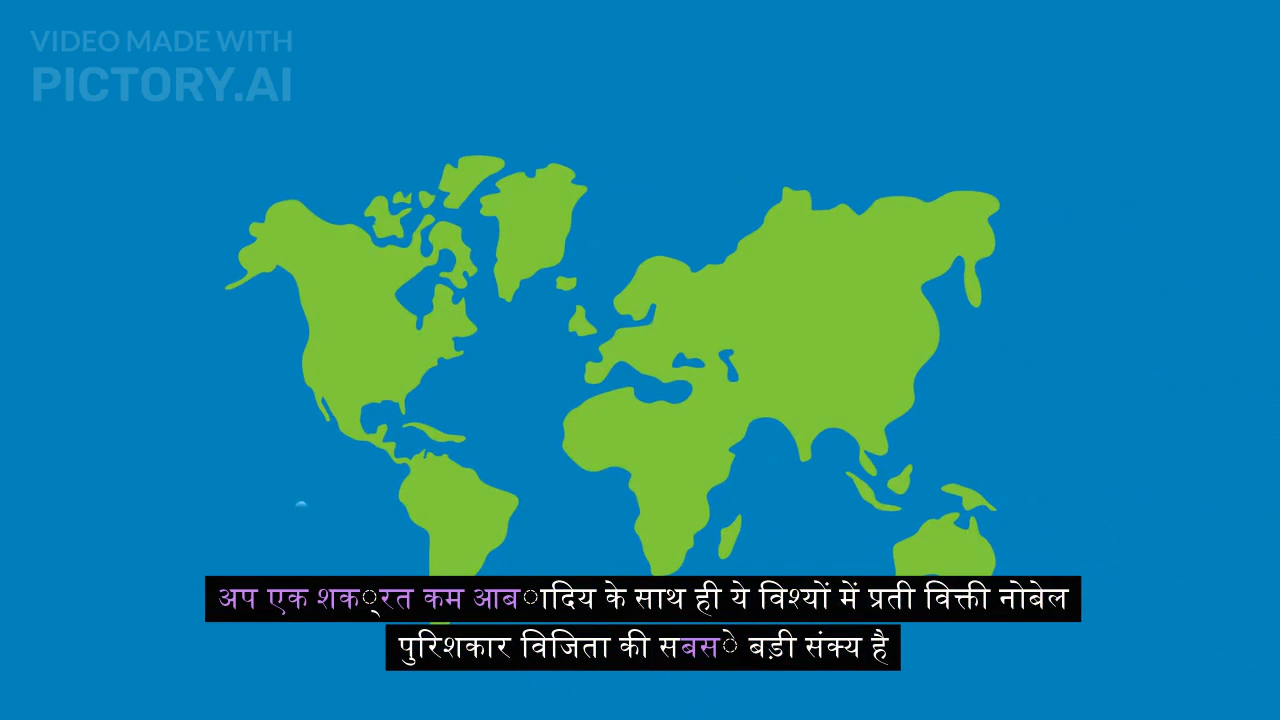 VIDEO MADE WITH
PICTORY.AI
अप एक शक्रत कम आबादिय के साथ ही ये विश्यों में प्रती विक्ती नोबेल
पुरिशकार विजिता की सबसे बड़ी संक्य है